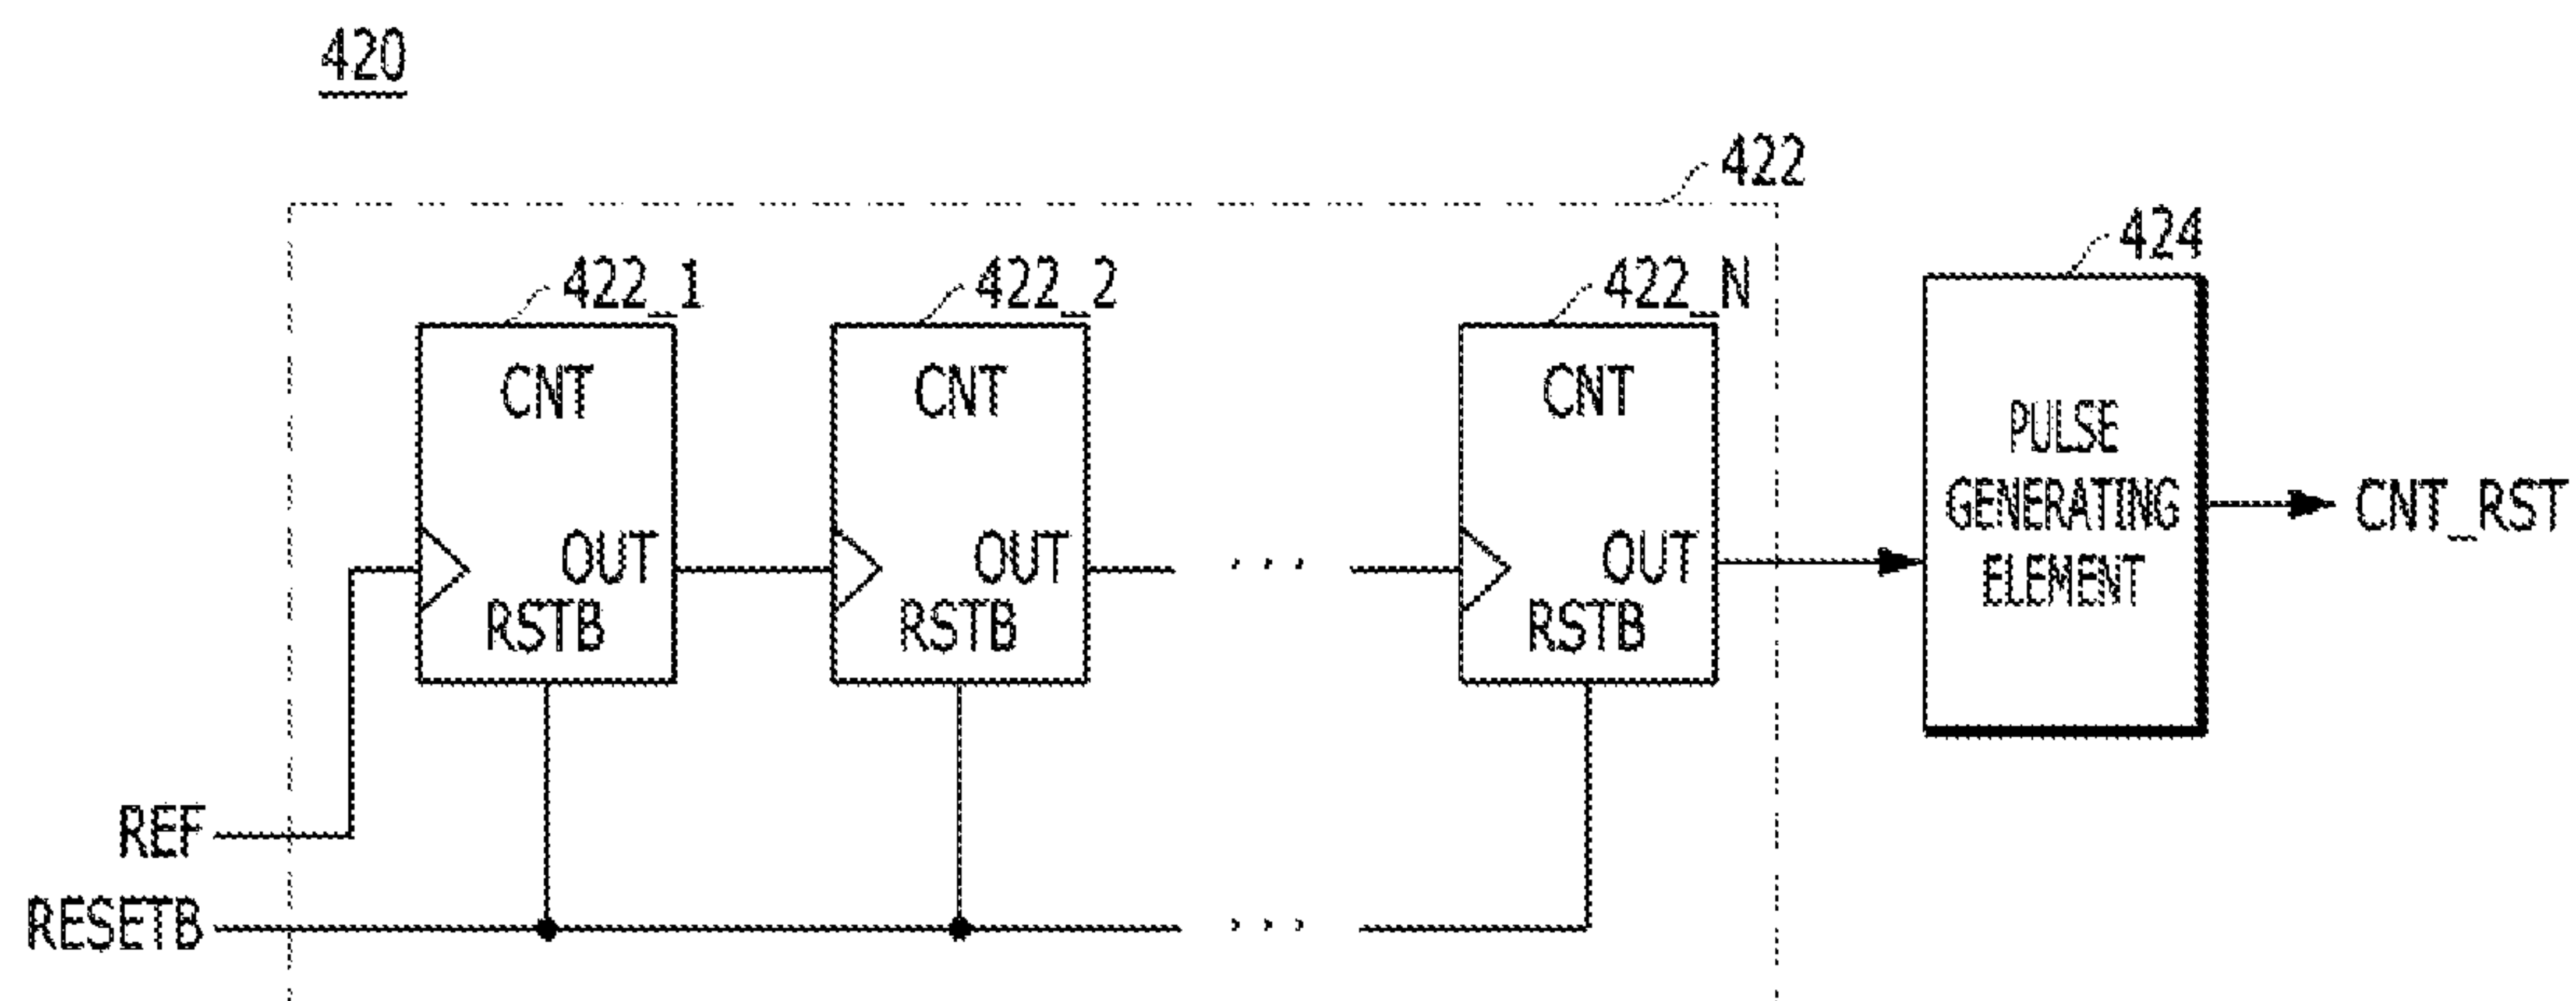 420
422
424
422_1
422_2
422_N
CNT
CNT
CNT
OUT
OUT
OUT
RSTB
RSTB
RSTB
PULSE
GENERATING
ELEMENT
CNT_RST
REF
RESETB